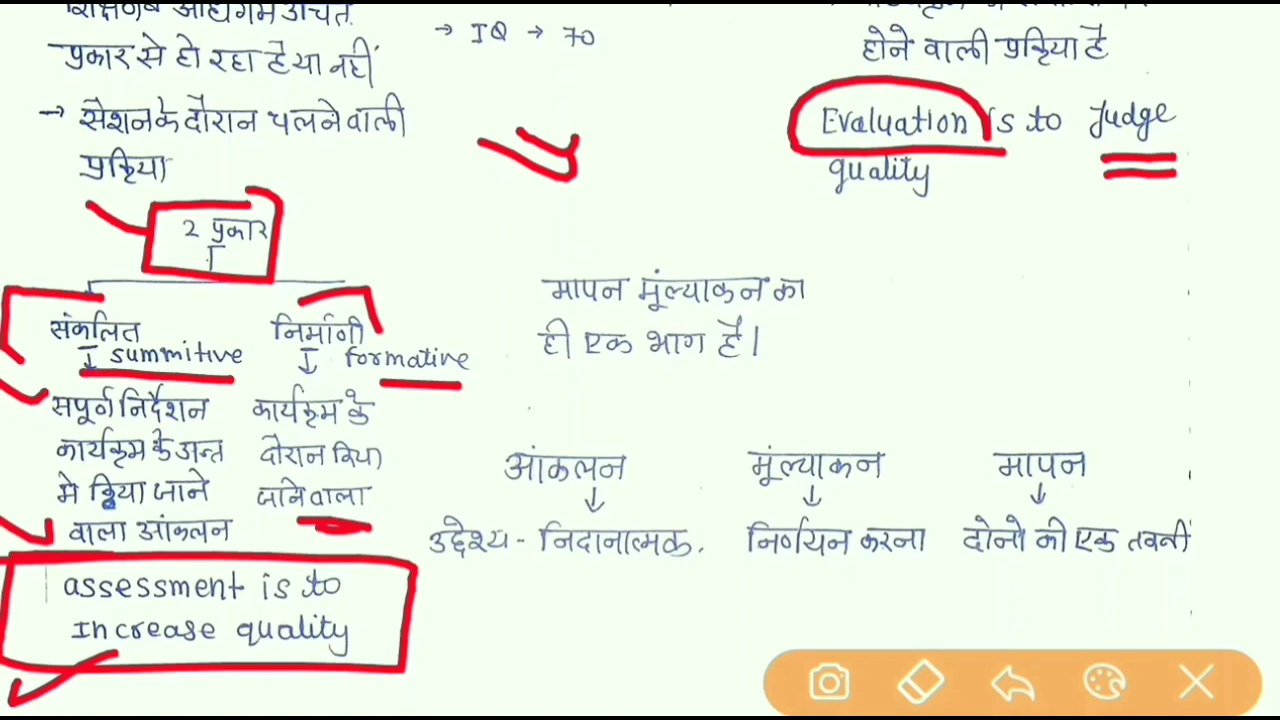 प्रकार से हो रहा है या नहीं
→ सेशन के दौरान चलने वाली
प्रक्रिया
→ IQ → 70
होने वाली प्रक्रिया है
Evaluation is to Judge
quality
2 प्रकार
संकलित
↓ summitive
सपूर्ण निर्देशन
कार्यक्रम के अन्त
मे किया जाने
वाला आंकलन
निर्माणी
↓ formative
कार्यक्रम के
दौरान किया
जाने वाला
assessment is to
Increase quality
मापन मूंल्याकन का
ही एक भाग है।
आंकलन
↓
उद्देश्य - निदानात्मक.
मूंल्याकन
↓
निर्णयन करना
मापन
↓
दोनो की एक तकनी